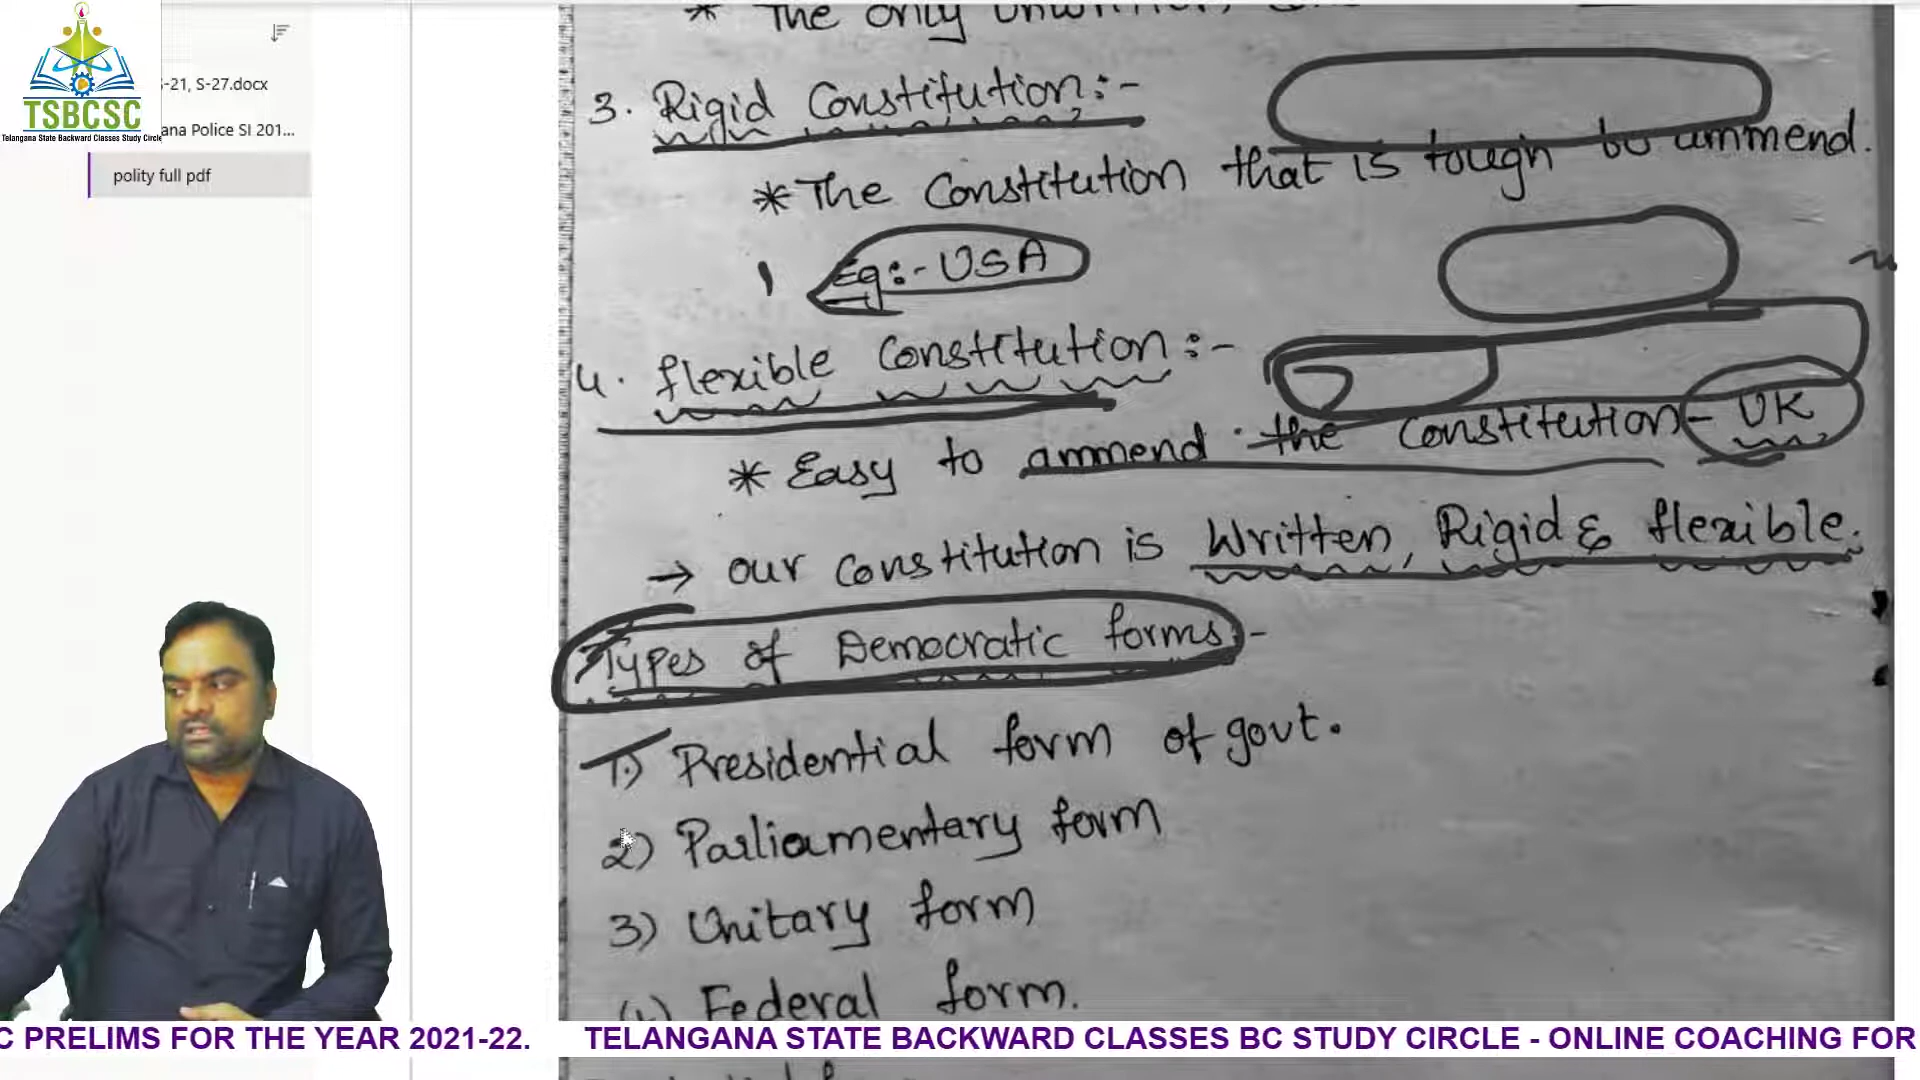 * The only
3. Rigid Constitution:-
* The Constitution that is tough to ammend.
Eg:- USA
4. flexible Constitution:-
* Easy to ammend the Constitution - UK
→ our constitution is Written, Rigid & flexible.
Types of Democratic forms:-
1) Presidential form of govt.
2) Parliamentary form
3) Unitary form
4) Federal form.
TSBCSC
Telangana State Backward Classes Study Circle
-21, S-27.docx
ana Police SI 201...
polity full pdf
C PRELIMS FOR THE YEAR 2021-22. TELANGANA STATE BACKWARD CLASSES BC STUDY CIRCLE - ONLINE COACHING FOR